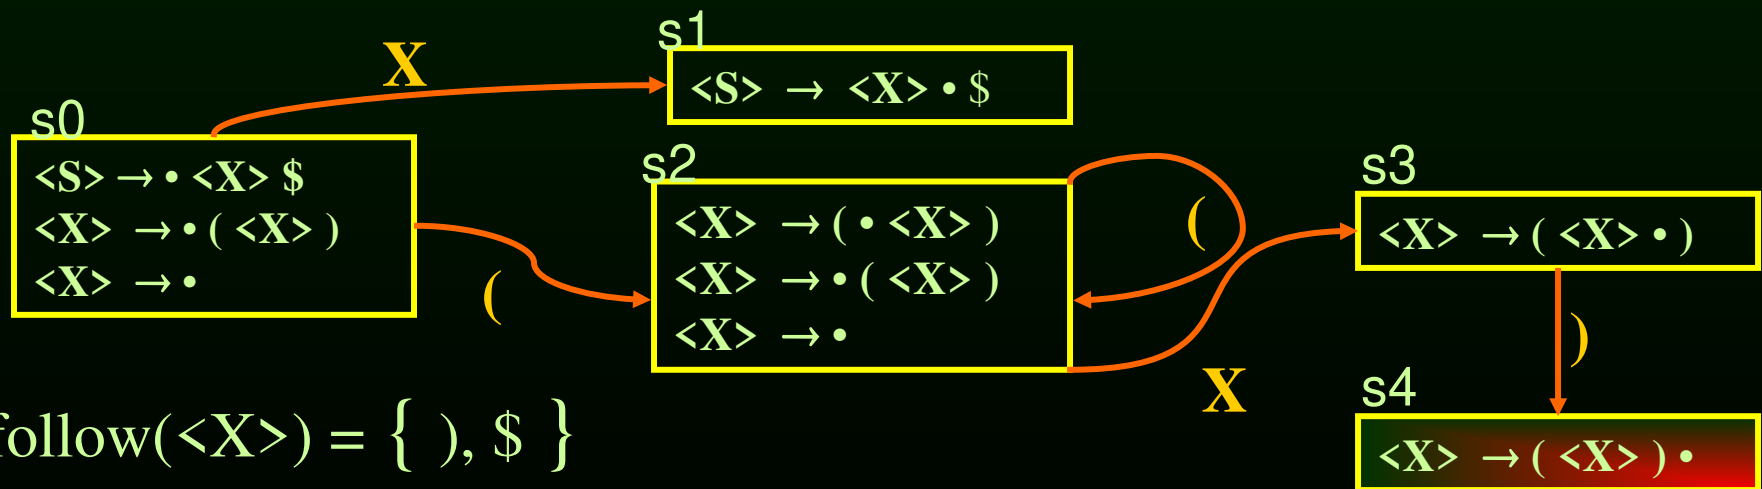 s1
X
<S> → <X> • $
s0
<S> → • <X> $
<X> → • ( <X> )
<X> → •
(
s2
<X> → ( • <X> )
<X> → • ( <X> )
<X> → •
(
X
s3
<X> → ( <X> • )
)
s4
<X> → ( <X> ) •
follow(<X>) = { ), $ }